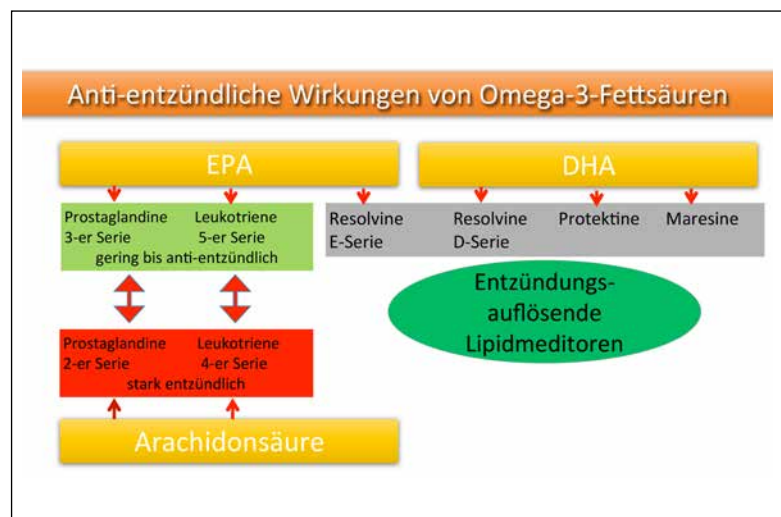 Anti-entzündliche Wirkungen von Omega-3-Fettsäuren
EPA
DHA
Prostaglandine Leukotriene
3-er Serie 5-er Serie
gering bis anti-entzündlich
Resolvine Resolvine Protektine Maresine
E-Serie D-Serie
Entzündungs-
auflösende
Lipidmeditoren
Prostaglandine Leukotriene
2-er Serie 4-er Serie
stark entzündlich
Arachidonsäure